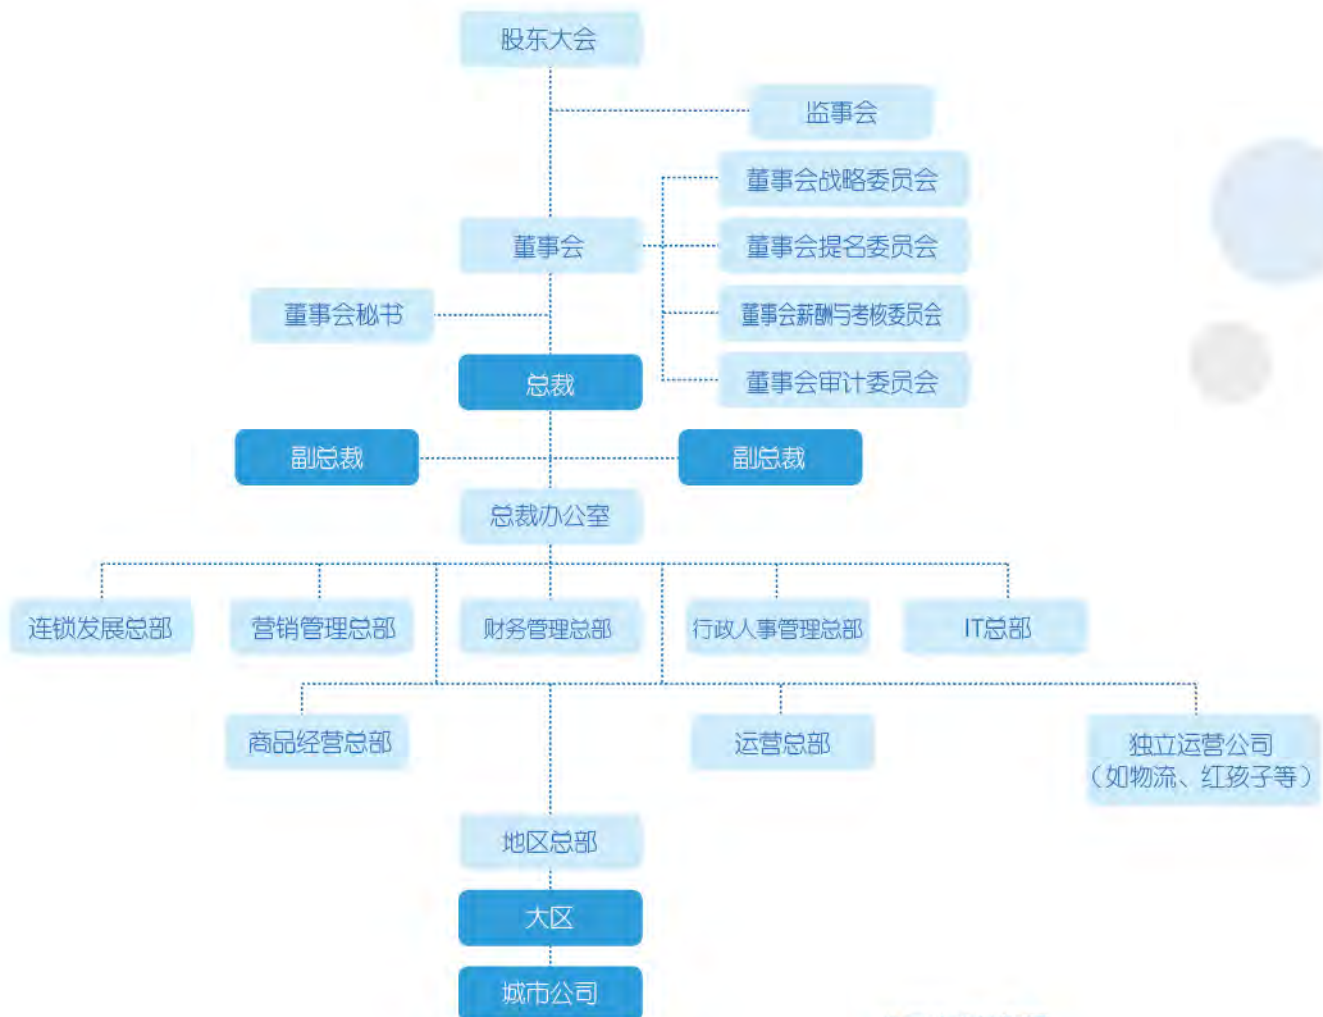 股东大会
监事会
董事会战略委员会
董事会
董事会提名委员会
董事会秘书
董事会薪酬与考核委员会
总裁
董事会审计委员会
副总裁
副总裁
总裁办公室
连锁发展总部
营销管理总部
财务管理总部
行政人事管理总部
IT总部
商品经营总部
运营总部
独立运营公司
（如物流、红孩子等）
地区总部
大区
城市公司